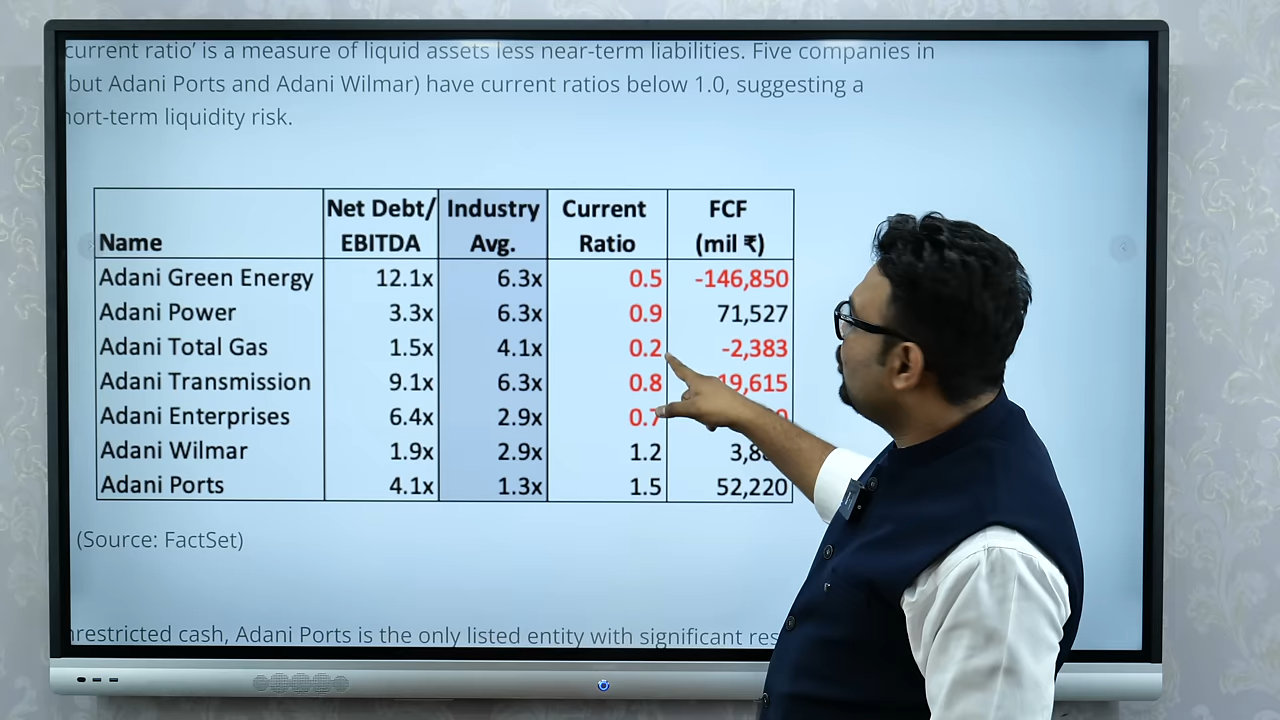 current ratio’ is a measure of liquid assets less near-term liabilities. Five companies in
but Adani Ports and Adani Wilmar) have current ratios below 1.0, suggesting a
hort-term liquidity risk.
Name Net Debt/ EBITDA Industry Avg. Current Ratio FCF (mil ₹)
Adani Green Energy 12.1x 6.3x 0.5 -146,850
Adani Power 3.3x 6.3x 0.9 71,527
Adani Total Gas 1.5x 4.1x 0.2 -2,383
Adani Transmission 9.1x 6.3x 0.8 19,615
Adani Enterprises 6.4x 2.9x 0.7
Adani Wilmar 1.9x 2.9x 1.2
Adani Ports 4.1x 1.3x 1.5 52,220
(Source: FactSet)
nrestricted cash, Adani Ports is the only listed entity with significant res